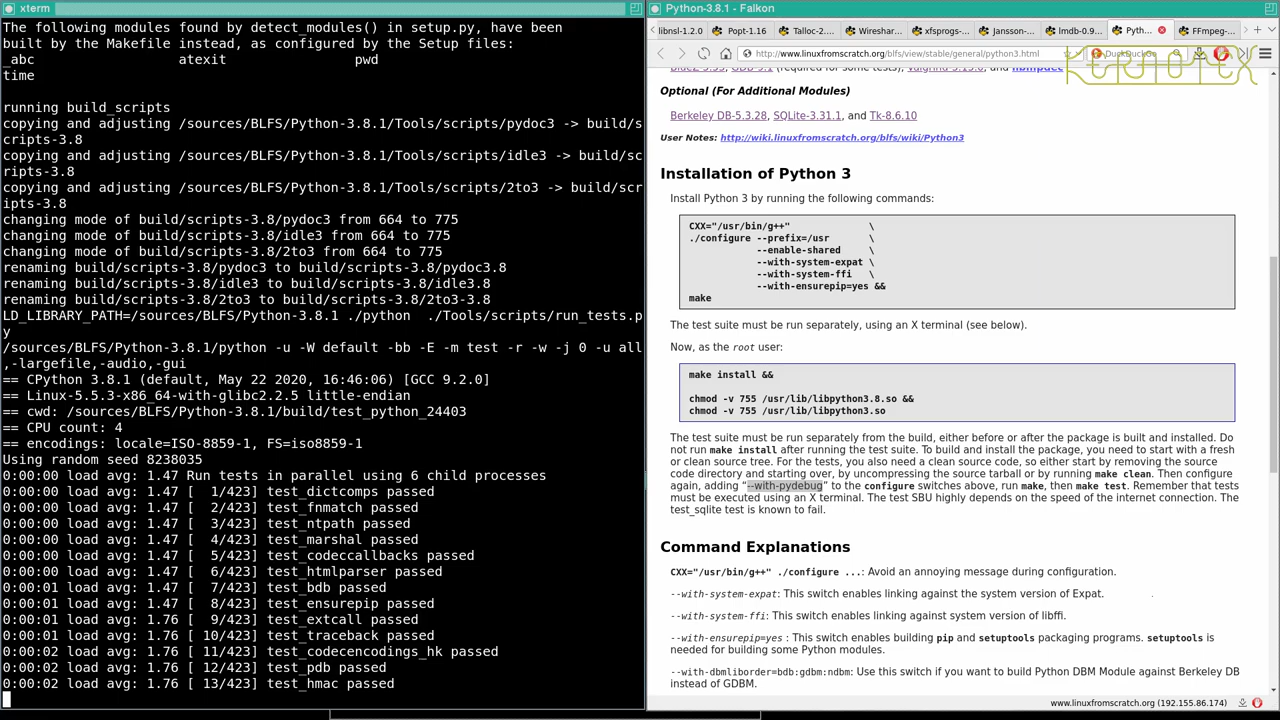 xterm
The following modules found by detect_modules() in setup.py, have been
built by the Makefile instead, as configured by the Setup files:
_abc                  atexit                pwd
time
running build_scripts
copying and adjusting /sources/BLFS/Python-3.8.1/Tools/scripts/pydoc3 -> build/s
cripts-3.8
copying and adjusting /sources/BLFS/Python-3.8.1/Tools/scripts/idle3 -> build/sc
ripts-3.8
copying and adjusting /sources/BLFS/Python-3.8.1/Tools/scripts/2to3 -> build/scr
ipts-3.8
changing mode of build/scripts-3.8/pydoc3 from 664 to 775
changing mode of build/scripts-3.8/idle3 from 664 to 775
changing mode of build/scripts-3.8/2to3 from 664 to 775
renaming build/scripts-3.8/pydoc3 to build/scripts-3.8/pydoc3.8
renaming build/scripts-3.8/idle3 to build/scripts-3.8/idle3.8
renaming build/scripts-3.8/2to3 to build/scripts-3.8/2to3-3.8
LD_LIBRARY_PATH=/sources/BLFS/Python-3.8.1 ./python  ./Tools/scripts/run_tests.p
y
/sources/BLFS/Python-3.8.1/python -u -W default -bb -E -m test -r -w -j 0 -u all
,-largefile,-audio,-gui
== CPython 3.8.1 (default, May 22 2020, 16:46:06) [GCC 9.2.0]
== Linux-5.5.3-x86_64-with-glibc2.2.5 little-endian
== cwd: /sources/BLFS/Python-3.8.1/build/test_python_24403
== CPU count: 4
== encodings: locale=ISO-8859-1, FS=iso8859-1
Using random seed 8238035
0:00:00 load avg: 1.47 Run tests in parallel using 6 child processes
0:00:00 load avg: 1.47 [  1/423] test_dictcomps passed
0:00:00 load avg: 1.47 [  2/423] test_fnmatch passed
0:00:00 load avg: 1.47 [  3/423] test_ntpath passed
0:00:00 load avg: 1.47 [  4/423] test_marshal passed
0:00:00 load avg: 1.47 [  5/423] test_codeccallbacks passed
0:00:00 load avg: 1.47 [  6/423] test_htmlparser passed
0:00:01 load avg: 1.47 [  7/423] test_bdb passed
0:00:01 load avg: 1.47 [  8/423] test_ensurepip passed
0:00:01 load avg: 1.76 [  9/423] test_extcall passed
0:00:01 load avg: 1.76 [ 10/423] test_traceback passed
0:00:02 load avg: 1.76 [ 11/423] test_codecencodings_hk passed
0:00:02 load avg: 1.76 [ 12/423] test_pdb passed
0:00:02 load avg: 1.76 [ 13/423] test_hmac passed
Python-3.8.1 - Falkon
libnsl-1.2.0 Popt-1.16 Talloc-2... Wireshar... xfsprogs-... Jansson-... lmdb-0.9... Pyth... FFmpeg-...
http://www.linuxfromscratch.org/blfs/view/stable/general/python3.html DuckDuckGo
BlueZ-5.53, GDB-9.1 (required for some tests), Valgrind-3.15.0, and libmpdec
Optional (For Additional Modules)
Berkeley DB-5.3.28, SQLite-3.31.1, and Tk-8.6.10
User Notes: http://wiki.linuxfromscratch.org/blfs/wiki/Python3
Installation of Python 3
Install Python 3 by running the following commands:
CXX="/usr/bin/g++"              \
./configure --prefix=/usr       \
            --enable-shared     \
            --with-system-expat \
            --with-system-ffi   \
            --with-ensurepip=yes &&
make
The test suite must be run separately, using an X terminal (see below).
Now, as the root user:
make install &&
chmod -v 755 /usr/lib/libpython3.8.so &&
chmod -v 755 /usr/lib/libpython3.so
The test suite must be run separately from the build, either before or after the package is built and installed. Do
not run make install after running the test suite. To build and install the package, you need to start with a fresh
or clean source tree. For the tests, you also need a clean source code, so either start by removing the source
code directory and starting over, by uncompressing the source tarball or by running make clean. Then configure
again, adding “--with-pydebug” to the configure switches above, run make, then make test. Remember that tests
must be executed using an X terminal. The test SBU highly depends on the speed of the internet connection. The
test_sqlite test is known to fail.
Command Explanations
CXX="/usr/bin/g++" ./configure ...: Avoid an annoying message during configuration.
--with-system-expat: This switch enables linking against the system version of Expat.
--with-system-ffi: This switch enables linking against system version of libffi.
--with-ensurepip=yes : This switch enables building pip and setuptools packaging programs. setuptools is
needed for building some Python modules.
--with-dbmliborder=bdb:gdbm:ndbm: Use this switch if you want to build Python DBM Module against Berkeley DB
instead of GDBM.
www.linuxfromscratch.org (192.155.86.174)